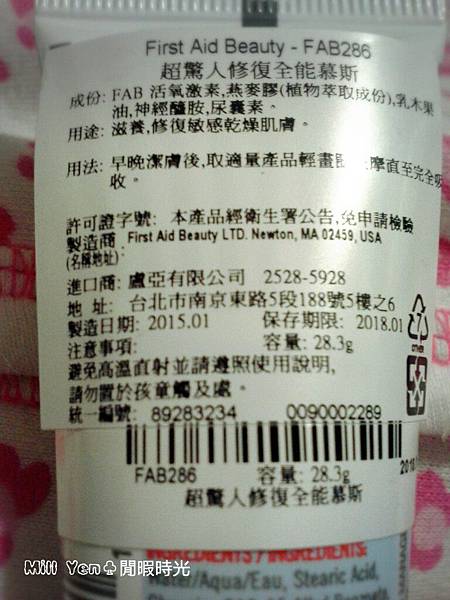 First Aid Beauty - FAB286
超驚人修復全能慕斯
成份: FAB 活氧激素,燕麥膠(植物萃取成份),乳木果
油,神經醯胺,尿囊素。
用途: 滋養,修復敏感乾燥肌膚。
用法: 早晚潔膚後,取適量產品輕畫 摩直至完全吸
收。
許可證字號: 本產品經衛生署公告,免申請檢驗
製造商 First Aid Beauty LTD. Newton, MA 02459, USA
(名稱地址):
進口商: 盧亞有限公司 2528-5928
地 址: 台北市南京東路5段188號5樓之6
製造日期: 2015.01 保存期限: 2018.01
注意事項: 容量: 28.3g
避免高溫直射並請遵照使用說明,
請勿置於孩童觸及處。
統一編號: 89283234 0090002289
OTHER
FAB286 容量: 28.3g
超驚人修復全能慕斯
INGREDIENTS / INGRÉDIENTS:
/Aqua/Eau, Stearic Acid,
Mill Yen♣閒暇時光